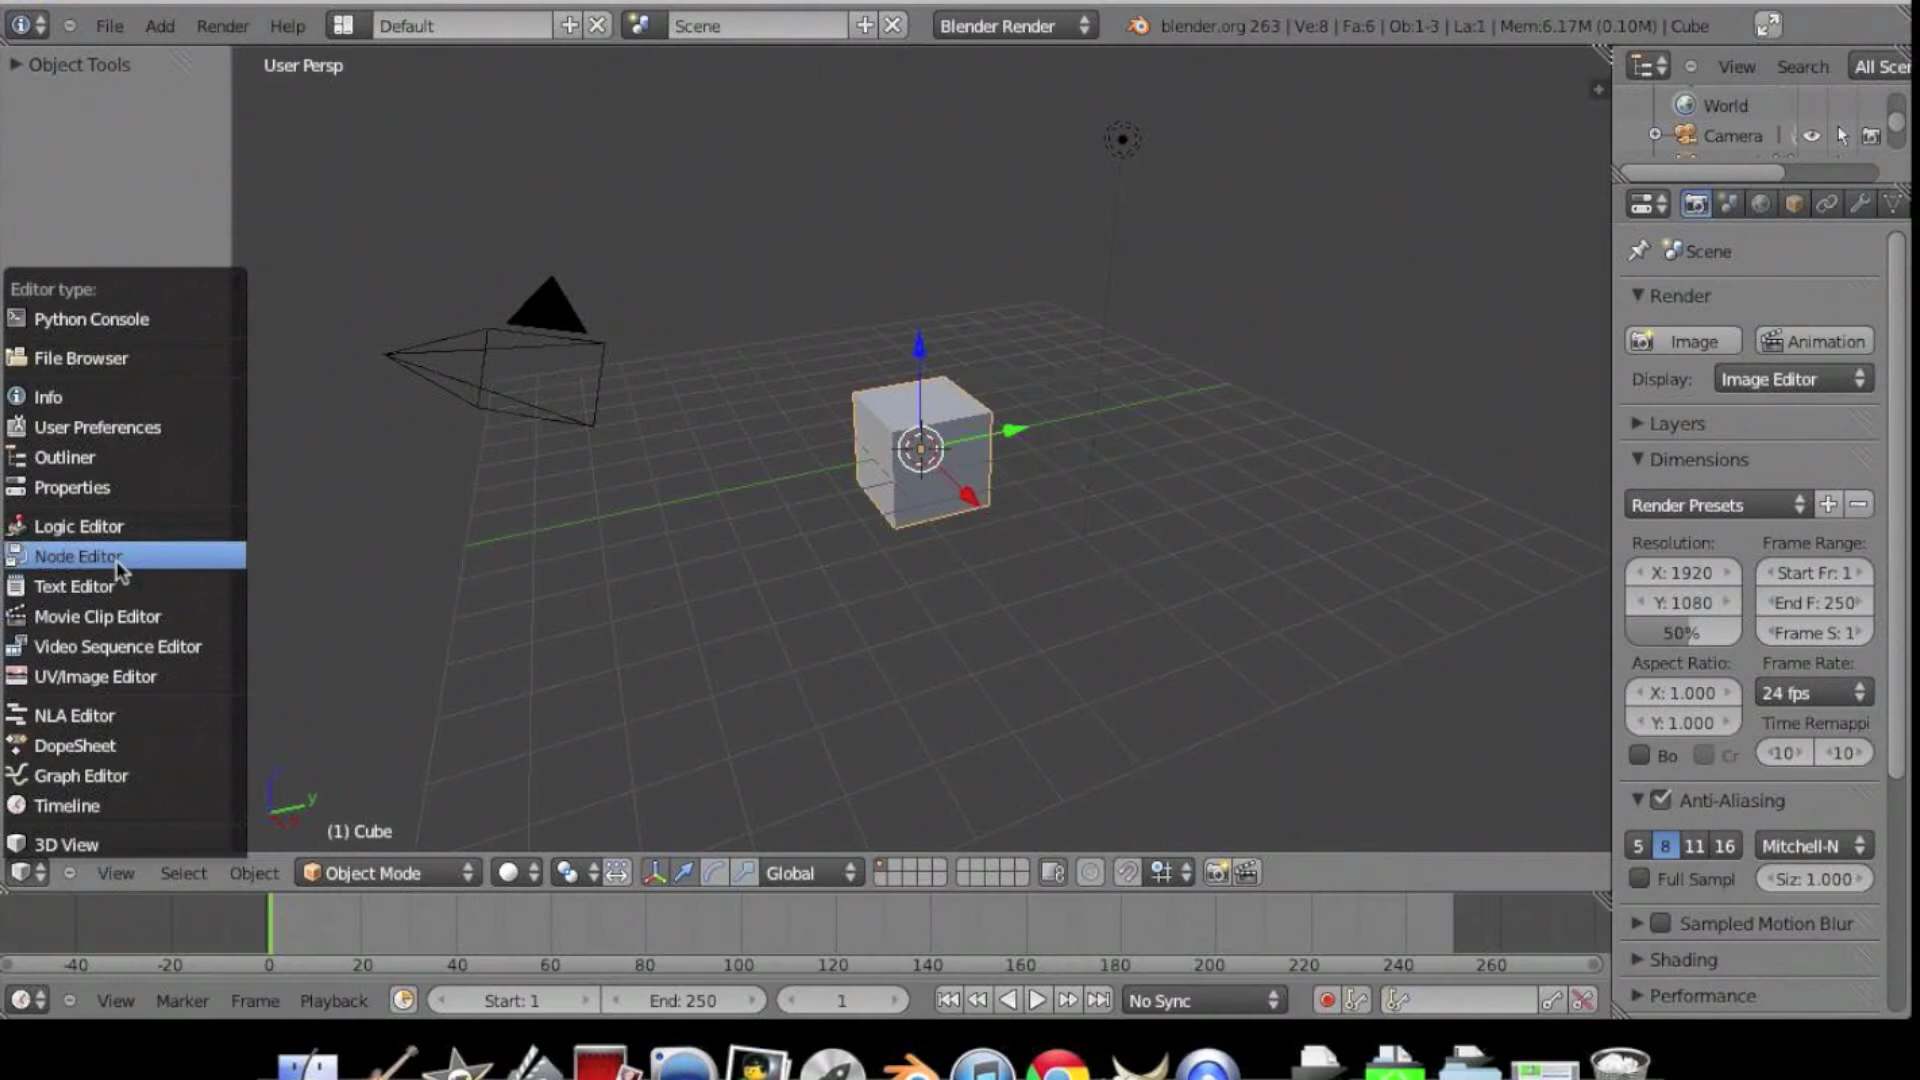 File Add Render Help Default Scene Blender Render blender.org 263 | Ve:8 | Fa:6 | Ob:1-3 | La:1 | Mem:6.17M (0.10M) | Cube
Object Tools
User Persp
View Search All Scer
World
Camera
Scene
Render
Image Animation
Display: Image Editor
Layers
Dimensions
Render Presets
Resolution: Frame Range:
X: 1920 Start Fr: 1
Y: 1080 End F: 250
50% Frame S: 1
Aspect Ratio: Frame Rate:
X: 1.000 24 fps
Y: 1.000 Time Remappi
Bo Cr 10 10
Anti-Aliasing
5 8 11 16 Mitchell-N
Full Sampl Siz: 1.000
Sampled Motion Blur
Shading
Performance
Editor type:
Python Console
File Browser
Info
User Preferences
Outliner
Properties
Logic Editor
Node Editor
Text Editor
Movie Clip Editor
Video Sequence Editor
UV/Image Editor
NLA Editor
DopeSheet
Graph Editor
Timeline
3D View
y
(1) Cube
View Select Object Object Mode Global
-40 -20 0 20 40 60 80 100 120 140 160 180 200 220 240 260
View Marker Frame Playback Start: 1 End: 250 1 No Sync